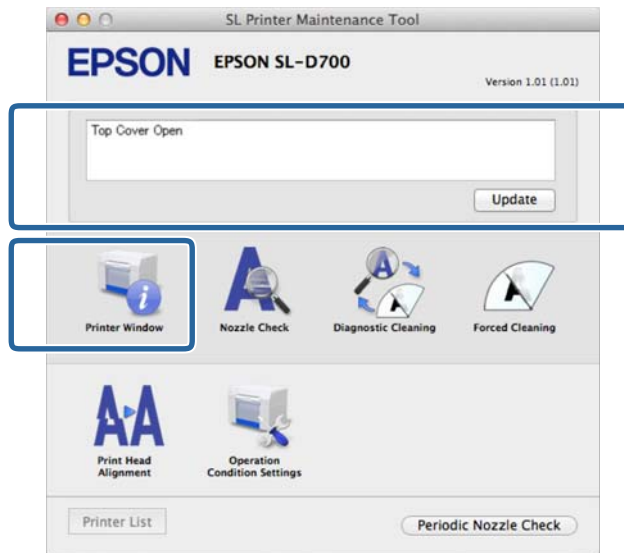 SL Printer Maintenance Tool
EPSON
EPSON SL-D700
Version 1.01 (1.01)
Top Cover Open
Update
Printer Window
Nozzle Check
Diagnostic Cleaning
Forced Cleaning
Print Head
Alignment
Operation
Condition Settings
Printer List
Periodic Nozzle Check